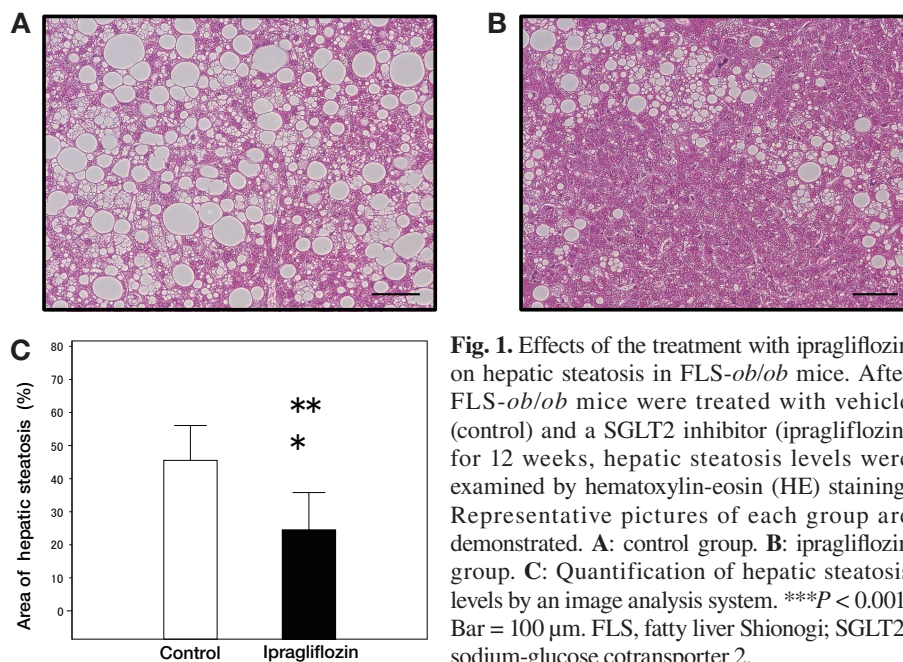 A
B
C
80
70
60
50
40
30
20
10
0
Area of hepatic steatosis (%)
**
*
Control
Ipragliflozin
Fig. 1. Effects of the treatment with ipragliflozin
on hepatic steatosis in FLS-ob/ob mice. After
FLS-ob/ob mice were treated with vehicle
(control) and a SGLT2 inhibitor (ipragliflozin
for 12 weeks, hepatic steatosis levels were
examined by hematoxylin-eosin (HE) staining
Representative pictures of each group are
demonstrated. A: control group. B: ipragliflozin
group. C: Quantification of hepatic steatosis
levels by an image analysis system. ***P < 0.001
Bar = 100 µm. FLS, fatty liver Shionogi; SGLT2
sodium-glucose cotransporter 2.